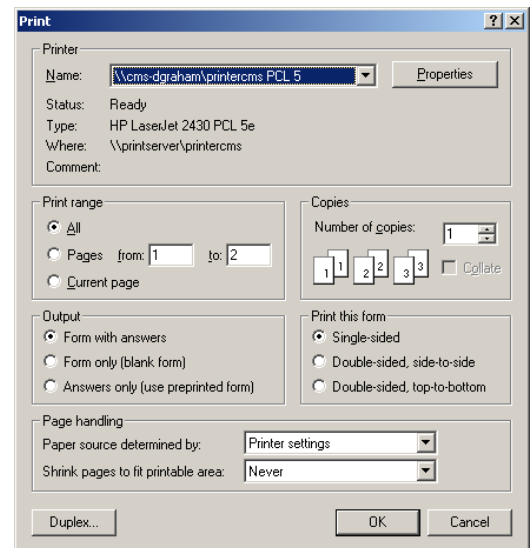 Print
Printer
Name: \\cms-dgraham\printercms PCL 5 Properties
Status: Ready
Type: HP LaserJet 2430 PCL 5e
Where: \\printserver\printercms
Comment:
Print range
All
Pages from: 1 to: 2
Current page
Copies
Number of copies: 1
1 1 2 2 3 3 Collate
Output
Form with answers
Form only (blank form)
Answers only (use preprinted form)
Print this form
Single-sided
Double-sided, side-to-side
Double-sided, top-to-bottom
Page handling
Paper source determined by: Printer settings
Shrink pages to fit printable area: Never
Duplex... OK Cancel